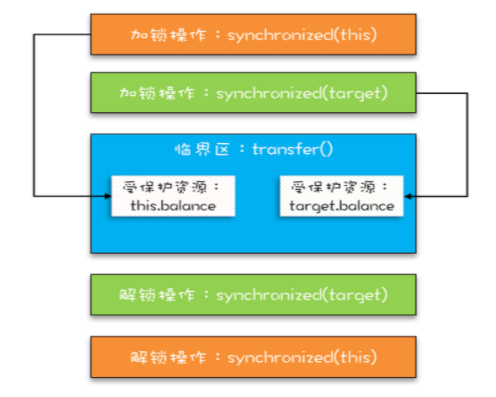 加锁操作：synchronized(this)
加锁操作：synchronized(target)
临界区：transfer()
受保护资源：
this.balance
受保护资源：
target.balance
解锁操作：synchronized(target)
解锁操作：synchronized(this)